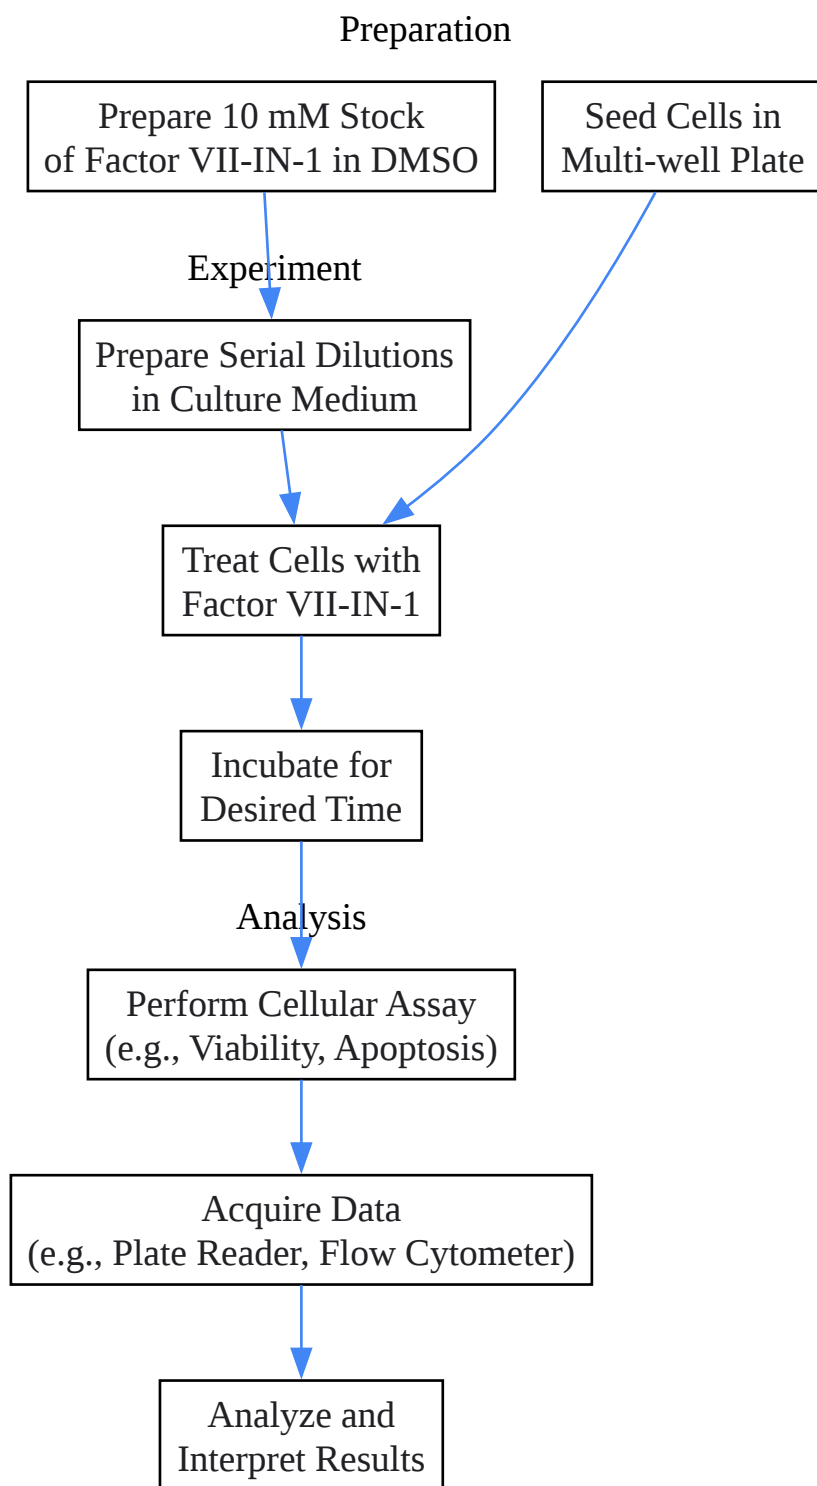 Preparation
Prepare 10 mM Stock
of Factor VII-IN-1 in DMSO
Seed Cells in
Multi-well Plate
Experiment
Prepare Serial Dilutions
in Culture Medium
Treat Cells with
Factor VII-IN-1
Incubate for
Desired Time
Analysis
Perform Cellular Assay
(e.g., Viability, Apoptosis)
Acquire Data
(e.g., Plate Reader, Flow Cytometer)
Analyze and
Interpret Results